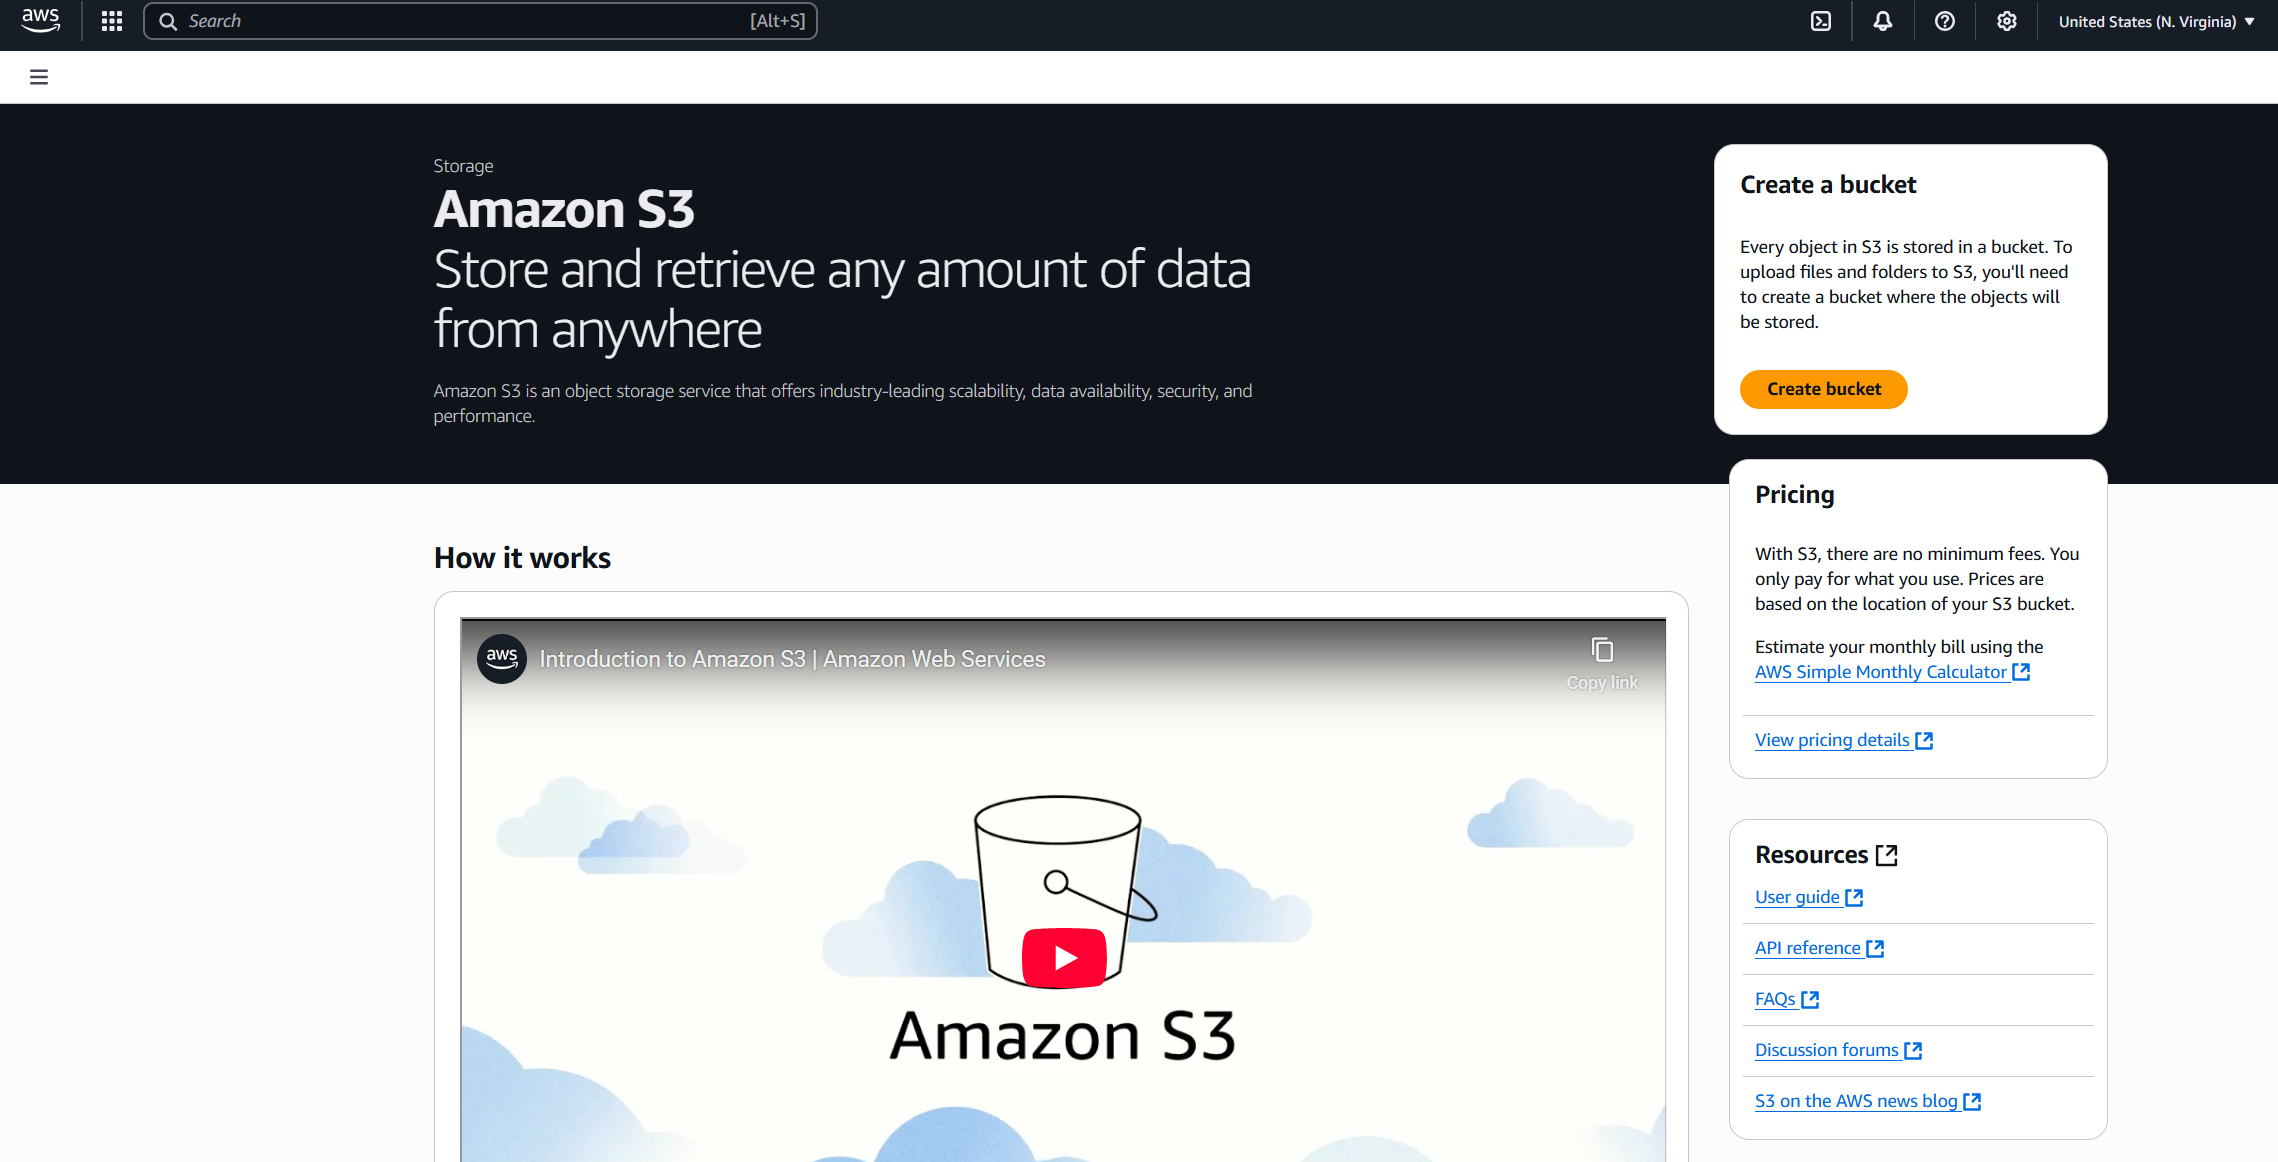 aws
Search
[Alt+S]
United States (N. Virginia)
Storage
Amazon S3
Store and retrieve any amount of data
from anywhere
Amazon S3 is an object storage service that offers industry-leading scalability, data availability, security, and
performance.
Create a bucket
Every object in S3 is stored in a bucket. To
upload files and folders to S3, you'll need
to create a bucket where the objects will
be stored.
Create bucket
How it works
aws
Introduction to Amazon S3 | Amazon Web Services
Copy link
Amazon S3
Pricing
With S3, there are no minimum fees. You
only pay for what you use. Prices are
based on the location of your S3 bucket.
Estimate your monthly bill using the
AWS Simple Monthly Calculator
View pricing details
Resources
User guide
API reference
FAQs
Discussion forums
S3 on the AWS news blog